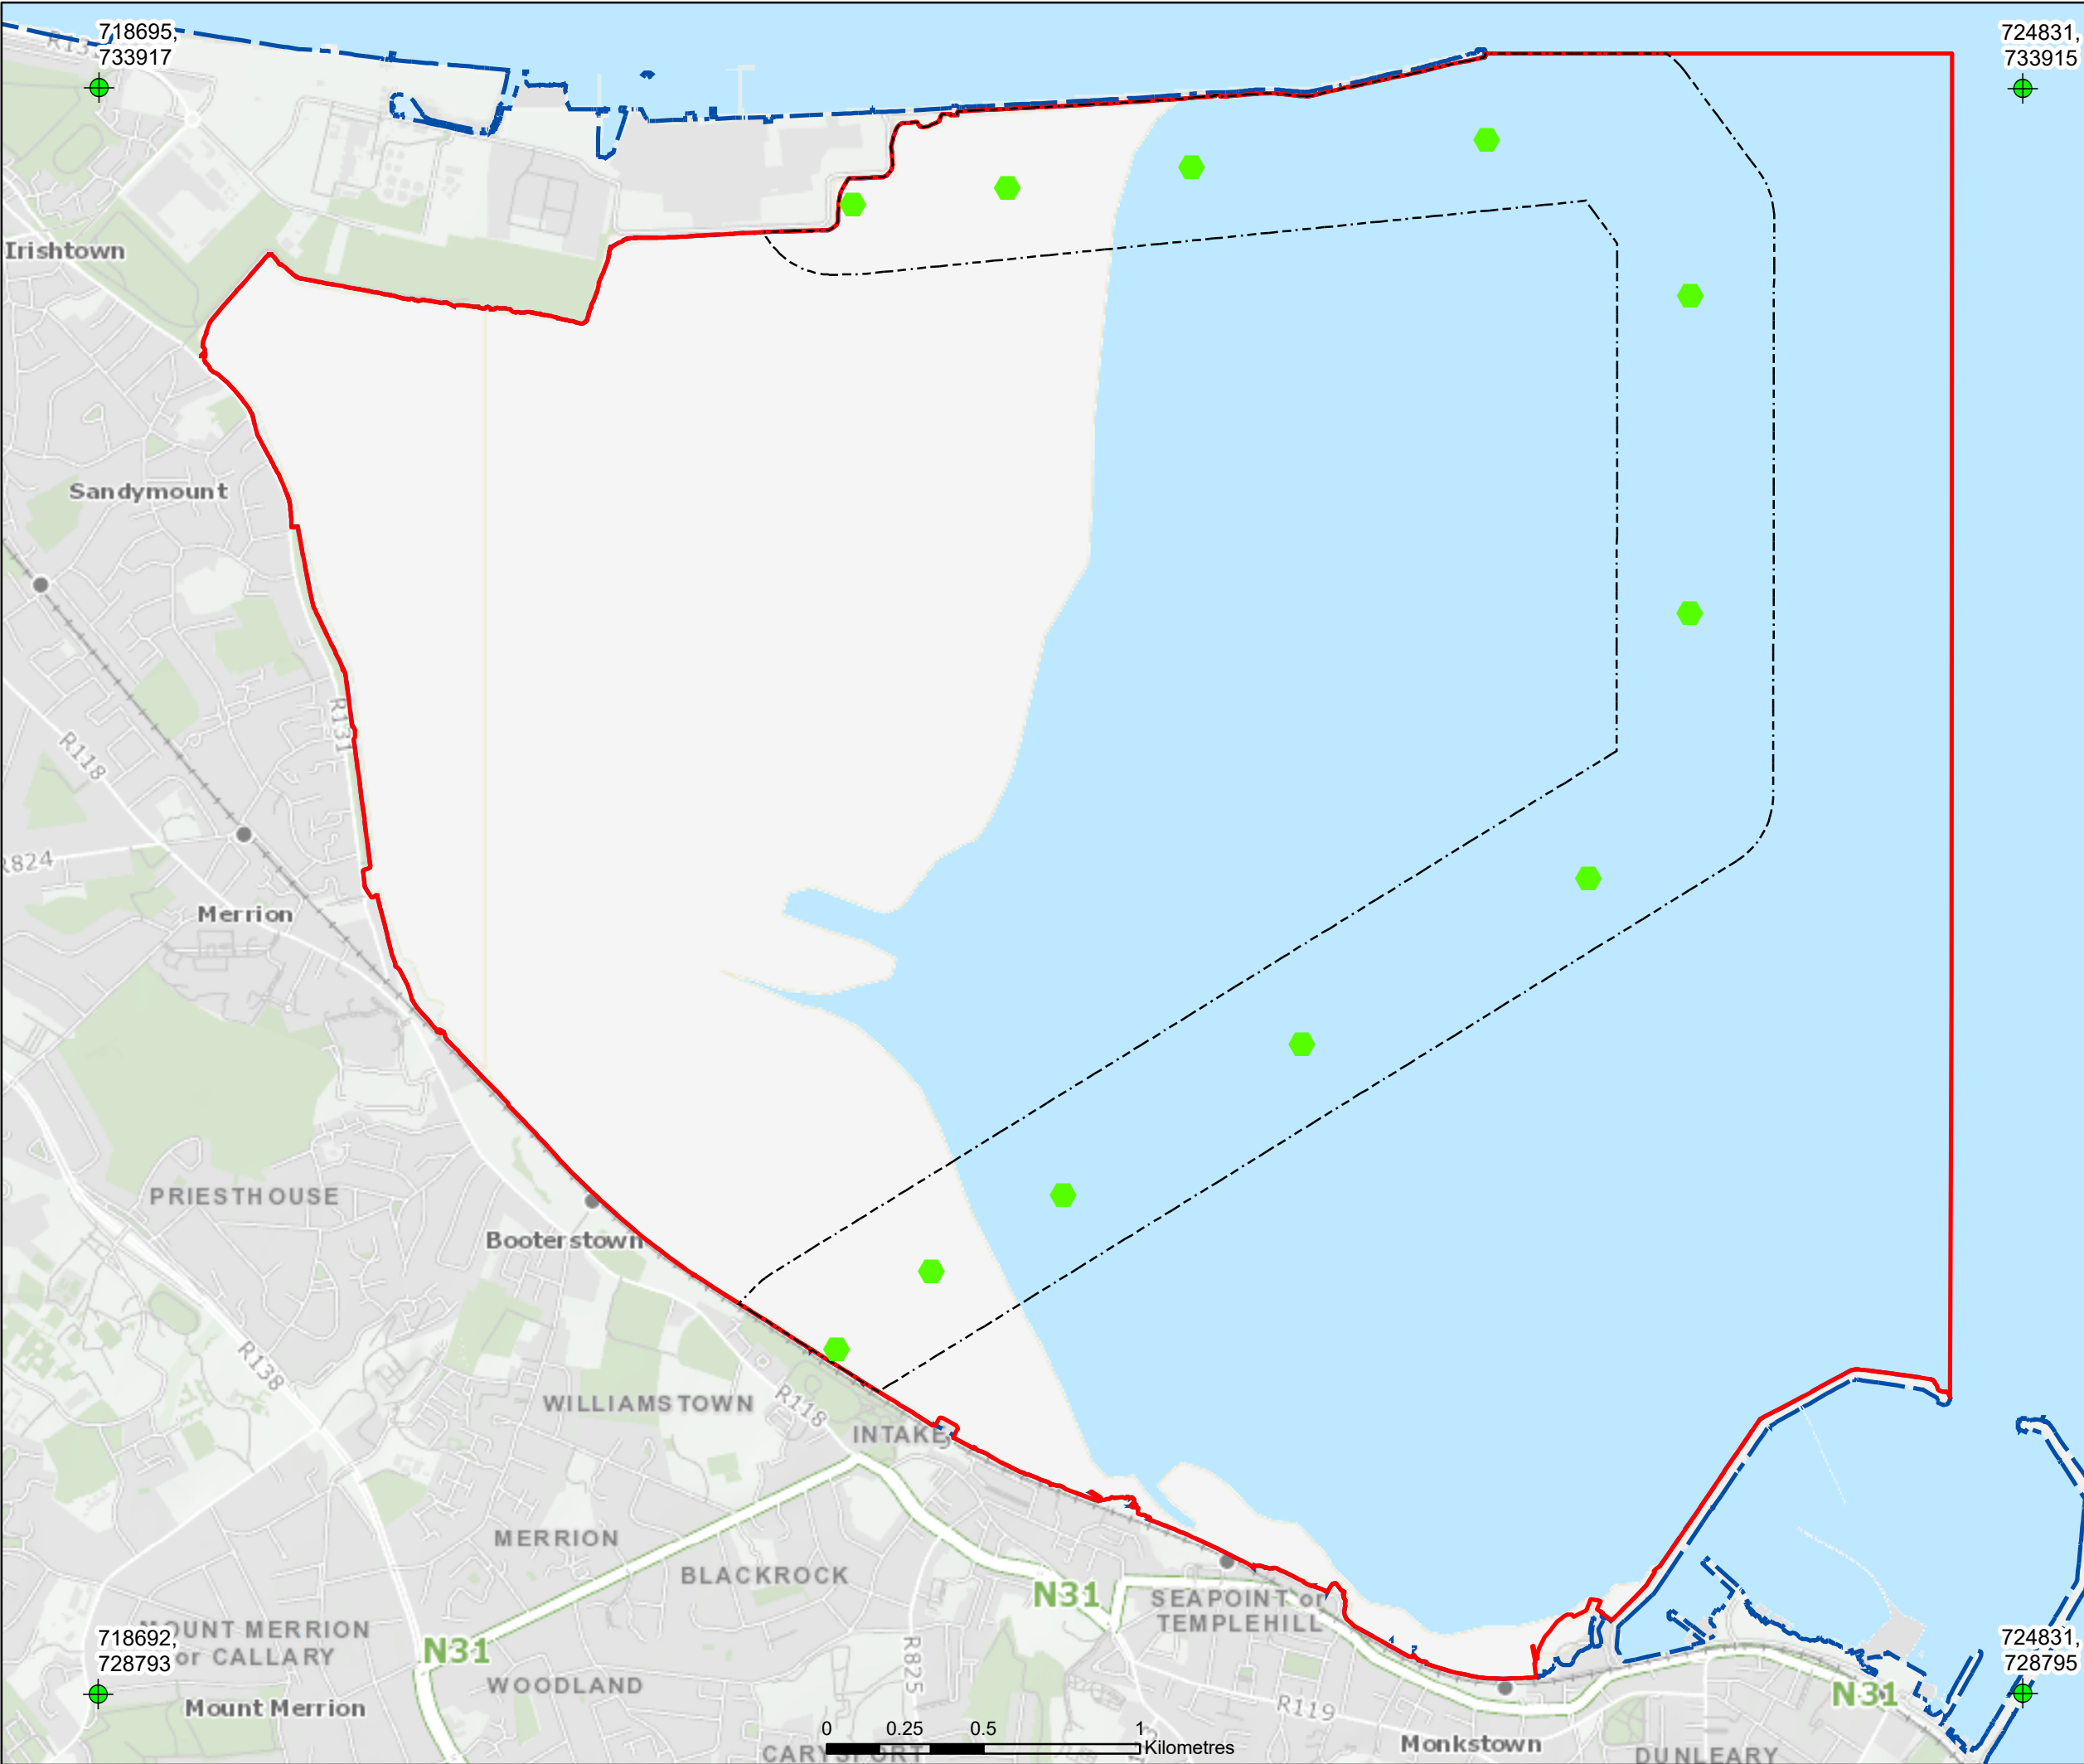 718695,
733917
724831,
733915
Irishtown
Sandymount
R131
R118
R824
Merrion
PRIESTHOUSE
Booterstown
R138
WILLIAMSTOWN
R118
INTAKE
MERRION
BLACKROCK
N31
SEAPOINT or
TEMPLEHILL
MOUNT MERRION
or CALLARY
718692,
728793
N31
R825
WOODLAND
724831,
728795
N31
Mount Merrion
R119
0 0.25 0.5 1
Kilometres
Monkstown
CARYSFORT
DUNLEARY